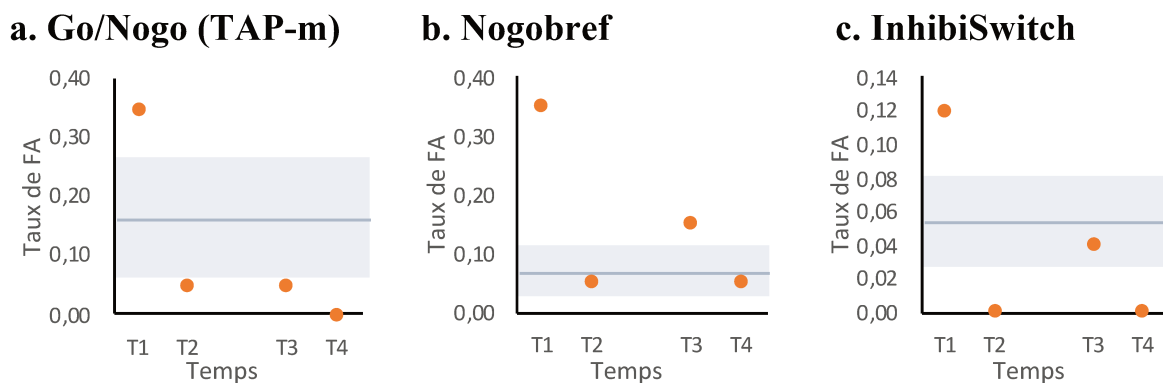 a. Go/Nogo (TAP-m)
Taux de FA
0,40
0,30
0,20
0,10
0,00
T1 T2 T3 T4
Temps
b. Nogobref
Taux de FA
0,40
0,30
0,20
0,10
0,00
T1 T2 T3 T4
Temps
c. InhibiSwitch
Taux de FA
0,14
0,12
0,10
0,08
0,06
0,04
0,02
0,00
T1 T2 T3 T4
Temps